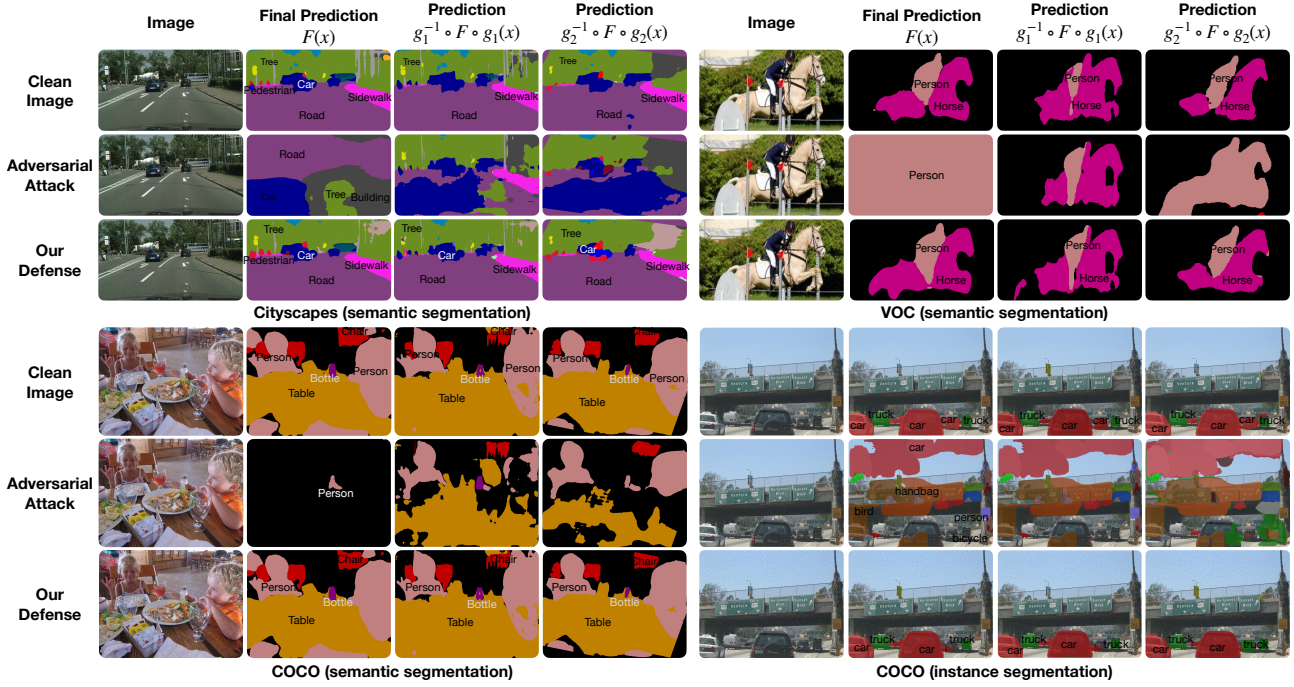 Image
Final Prediction
F(x)
Prediction
g₁⁻¹ ∘ F ∘ g₁(x)
Prediction
g₂⁻¹ ∘ F ∘ g₂(x)
Image
Final Prediction
F(x)
Prediction
g₁⁻¹ ∘ F ∘ g₁(x)
Prediction
g₂⁻¹ ∘ F ∘ g₂(x)
Clean
Image
Tree
Car
Pedestrian
Sidewalk
Road
Tree
Sidewalk
Road
Tree
Sidewalk
Road
Person
Horse
Person
Horse
Person
Horse
Adversarial
Attack
Road
Car
Tree
Building
Person
Our
Defense
Tree
Pedestrian
Car
Sidewalk
Road
Tree
Car
Sidewalk
Road
Tree
Car
Sidewalk
Road
Person
Horse
Person
Horse
Person
Horse
Cityscapes (semantic segmentation)
VOC (semantic segmentation)
Clean
Image
Chair
Person
Person
Bottle
Table
Chair
Person
Person
Bottle
Table
Chair
Person
Person
Bottle
Table
truck
car
car
car
truck
truck
car
car
car
truck
truck
car
car
car
truck
Adversarial
Attack
Person
car
handbag
bird
person
bicycle
Our
Defense
Chair
Person
Bottle
Table
Chair
Person
Bottle
Table
Chair
Person
Bottle
Table
truck
car
car
truck
truck
car
car
truck
truck
car
car
truck
COCO (semantic segmentation)
COCO (instance segmentation)